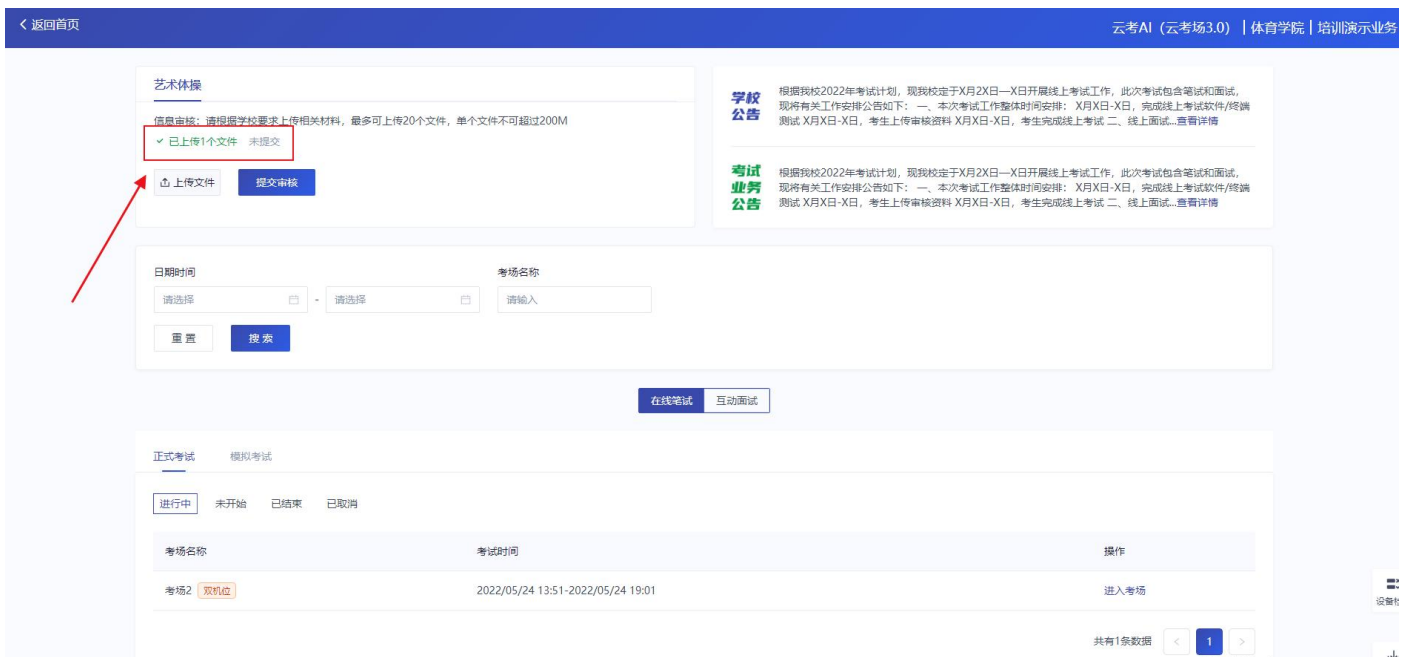 返回首页
云考AI（云考场3.0）｜体育学院｜培训演示业务
艺术体操
信息审核：请根据学校要求上传相关材料，最多可上传20个文件，单个文件不可超过200M
已上传1个文件 未提交
上传文件 提交审核
学校
公告
根据我校2022年考试计划，现我校定于X月2X日—X日开展线上考试工作，此次考试包含笔试和面试，
现将有关工作安排公告如下： 一、本次考试工作整体时间安排： X月X日-X日，完成线上考试软件/终端
测试 X月X日-X日，考生上传审核资料 X月X日-X日，考生完成线上考试 二、线上面试...查看详情
考试
业务
公告
根据我校2022年考试计划，现我校定于X月2X日—X日开展线上考试工作，此次考试包含笔试和面试，
现将有关工作安排公告如下： 一、本次考试工作整体时间安排： X月X日-X日，完成线上考试软件/终端
测试 X月X日-X日，考生上传审核资料 X月X日-X日，考生完成线上考试 二、线上面试...查看详情
日期时间 考场名称
请选择 - 请选择 请输入
重置 搜索
在线笔试 互动面试
正式考试 模拟考试
进行中 未开始 已结束 已取消
考场名称 考试时间 操作
考场2 双机位 2022/05/24 13:51-2022/05/24 19:01 进入考场
设备
共有1条数据 < 1 >